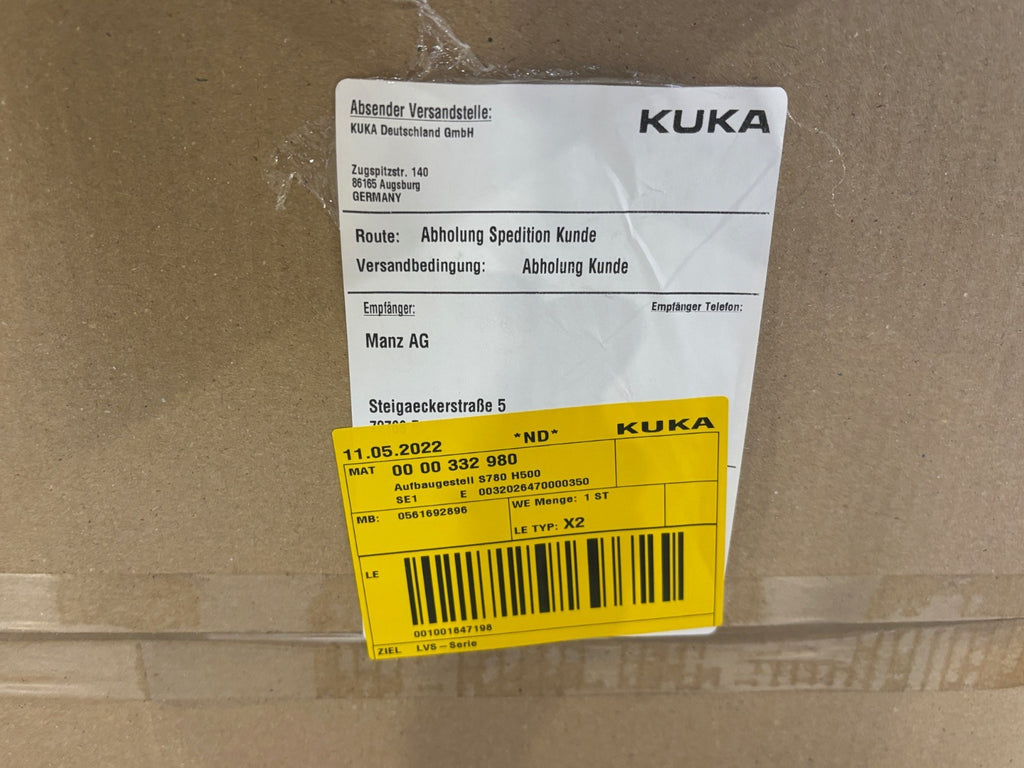 Absender Versandstelle:
KUKA
KUKA Deutschland GmbH
Zugspitzstr. 140
86165 Augsburg
GERMANY
Route: Abholung Spedition Kunde
Versandbedingung: Abholung Kunde
Empfänger:
Empfänger Telefon:
Manz AG
Steigaeckerstraße 5
11.05.2022 *ND* KUKA
MAT 00 00 332 980
Aufbaugestell S780 H500
SE1 E 0032026470000350
MB: 0561692896
WE Menge: 1 ST
LE TYP: X2
LE
001001847198
ZIEL LVS-Serie